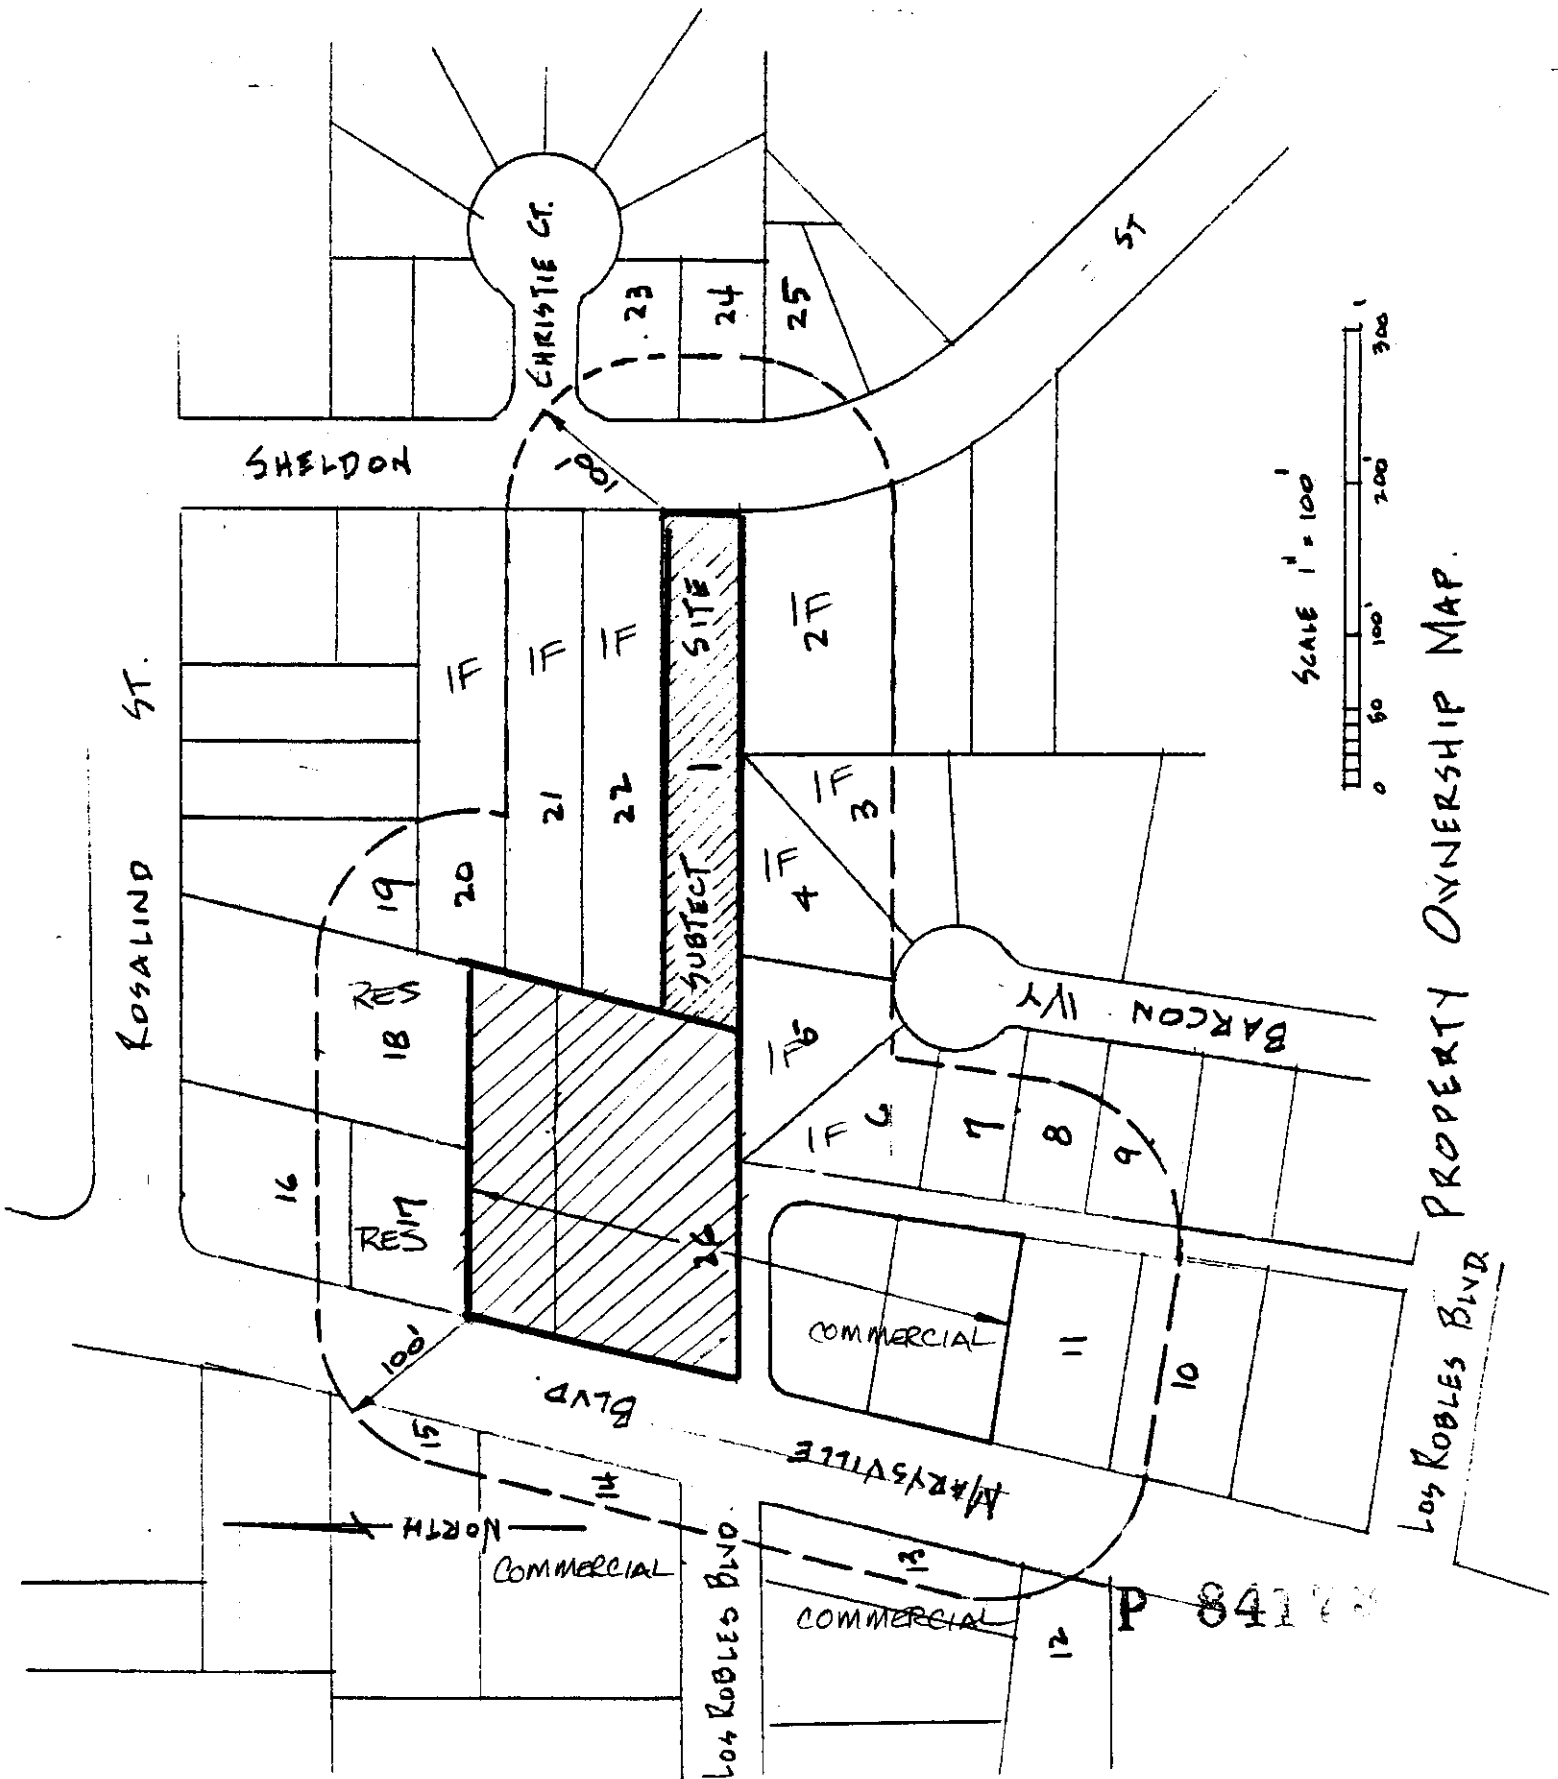 ROSALIND ST.
SHELDON
CHRISTIE CT.
ST
23
24
25
100'
SUBTECT 1 SITE
1F
2
1F
3
1F
4
1F
5
1F
6
7
8
9
10
11
12
13
14
15
16
RES 17
RES
18
19
20
1F
21
1F
22
1F
100'
COMMERCIAL
COMMERCIAL
COMMERCIAL
NORTH
MARYSVILLE BLVD
LOS ROBLES BLVD.
LOS ROBLES BLVD.
BARCON WY
SCALE 1" = 100'
0 50 100' 200' 300'
PROPERTY OWNERSHIP MAP.